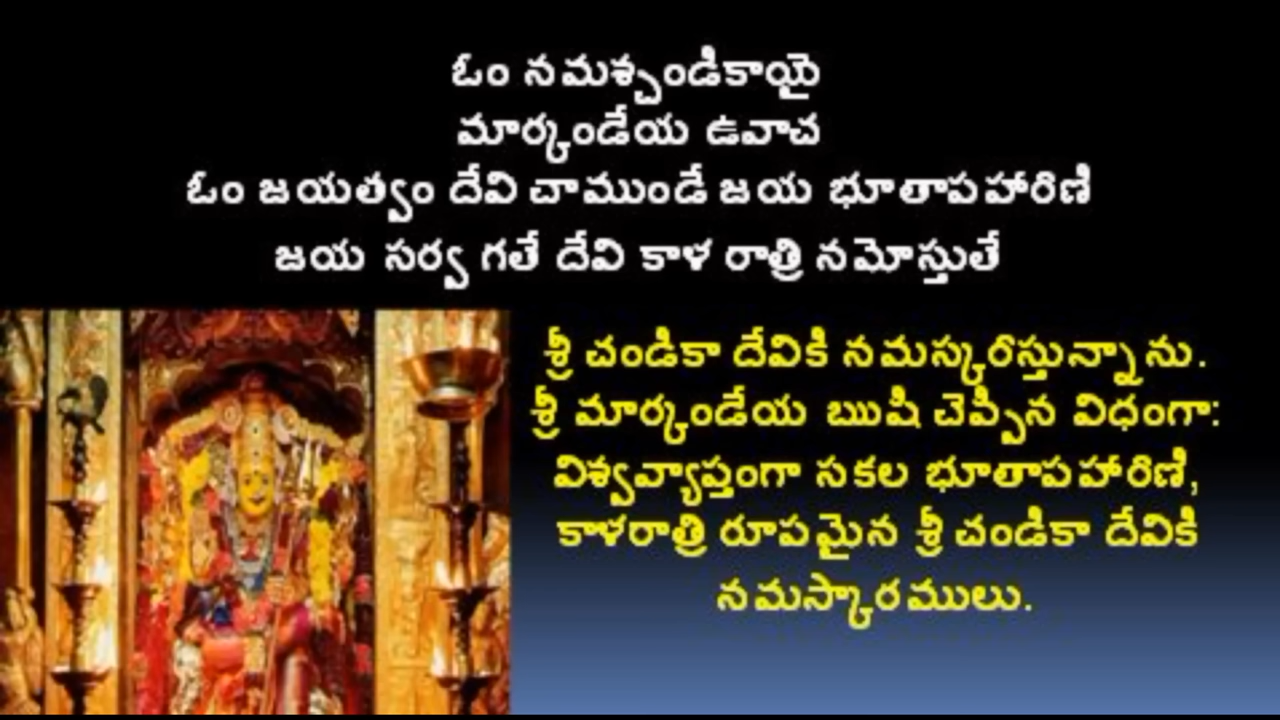 ఓం నమశ్చండికాయై
మార్కండేయ ఉవాచ
ఓం జయత్వం దేవి చాముండే జయ భూతాపహారిణి
జయ సర్వ గతే దేవి కాళ రాత్రి నమోస్తుతే
శ్రీ చండికా దేవికి నమస్కరిస్తున్నాను.
శ్రీ మార్కండేయ ఋషి చెప్పిన విధంగా:
విశ్వవ్యాప్తంగా సకల భూతాపహారిణి,
కాళరాత్రి రూపమైన శ్రీ చండికా దేవికి
నమస్కారములు.